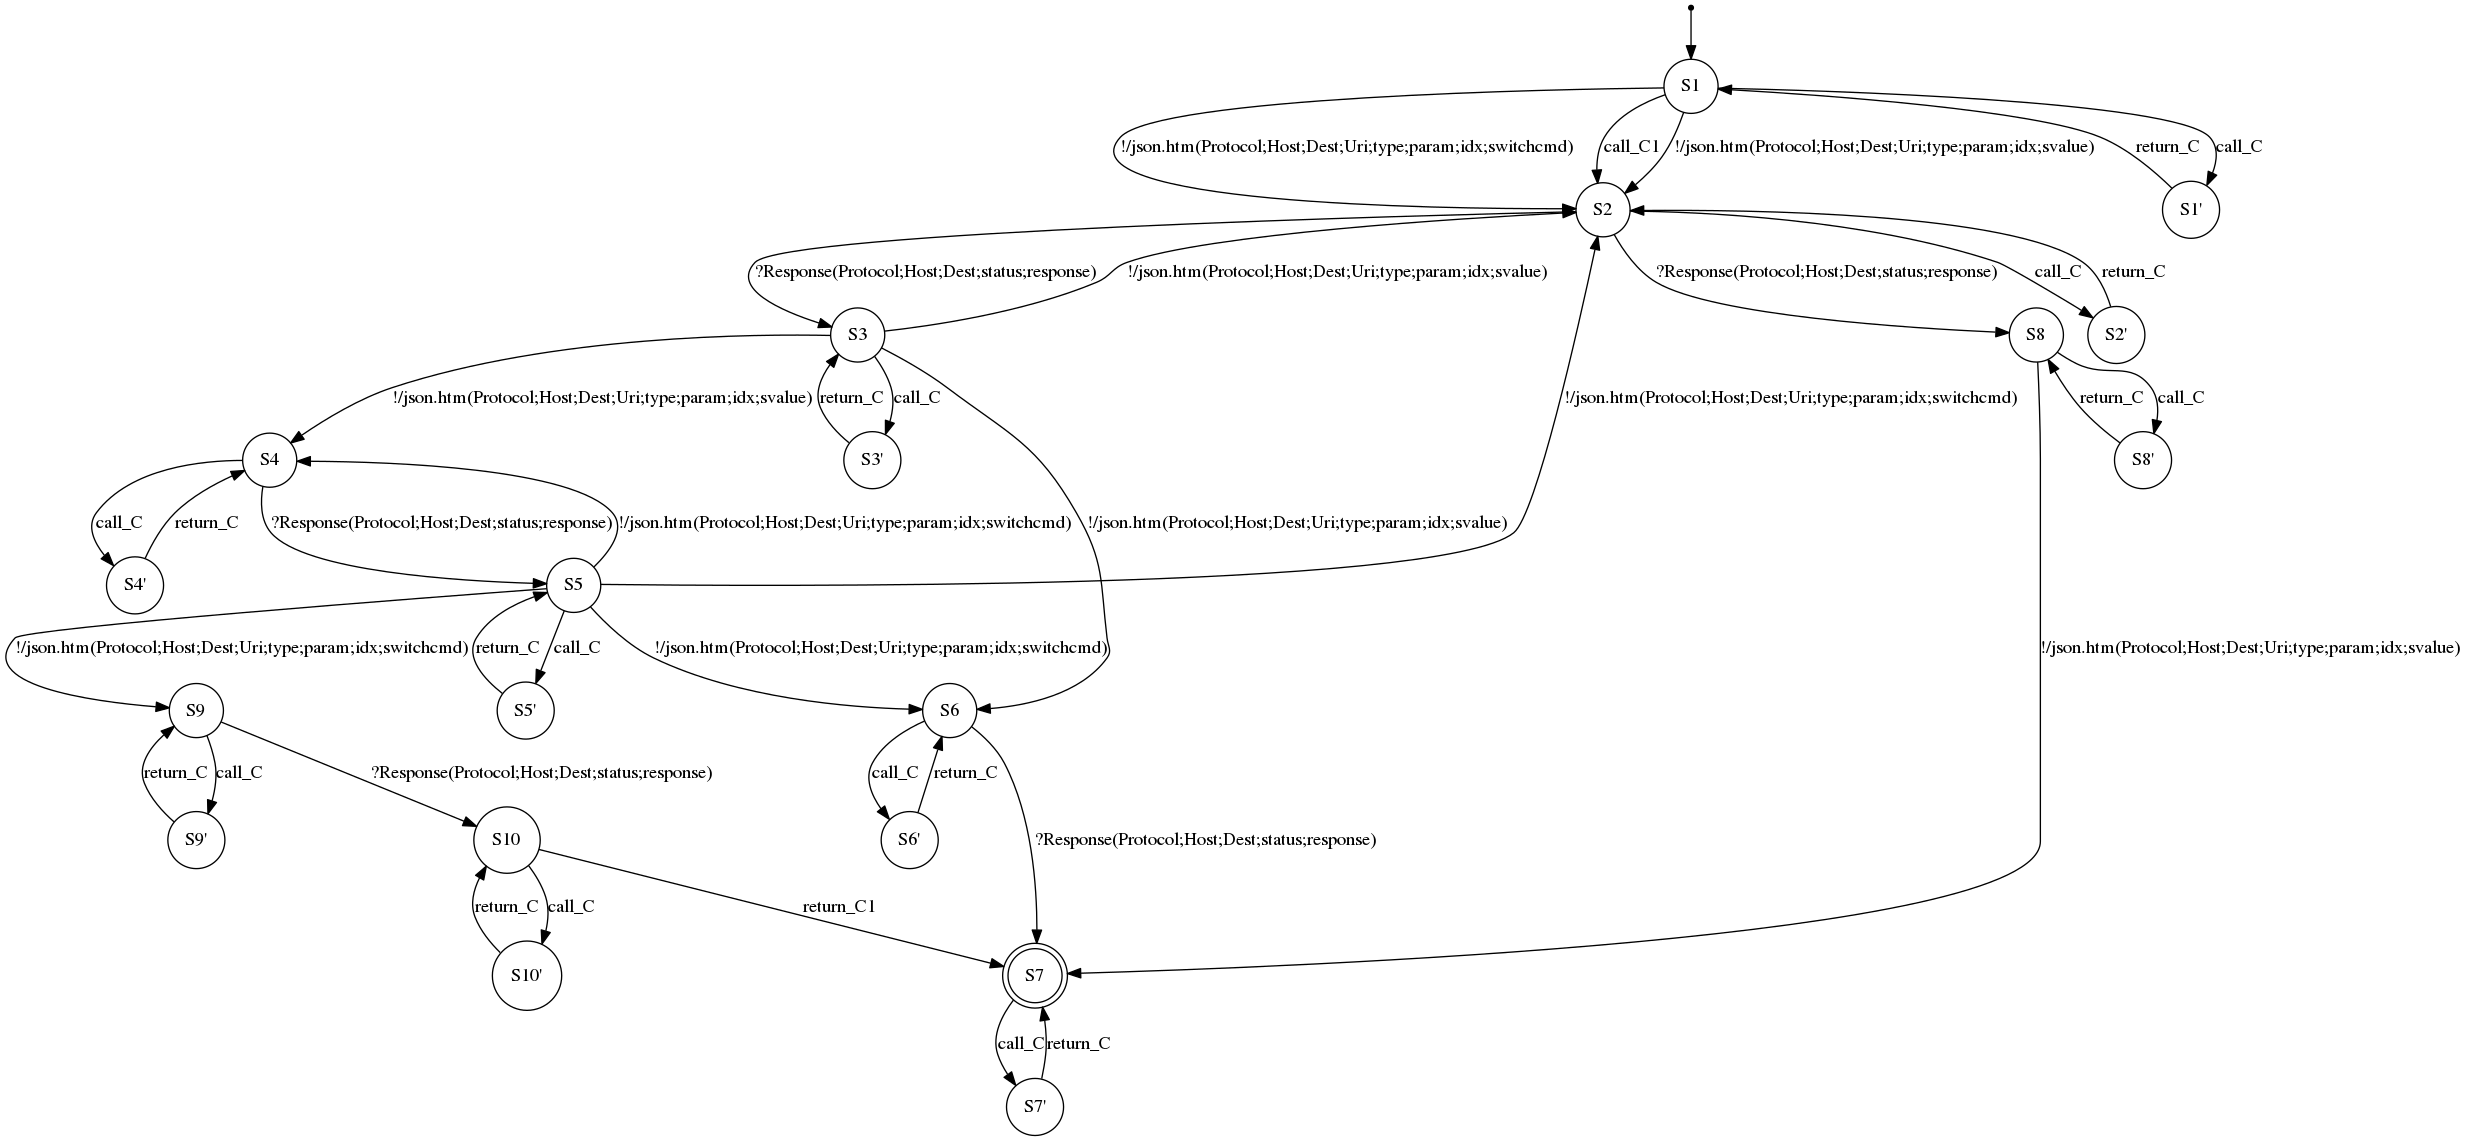 S1
!/json.htm(Protocol;Host;Dest;Uri;type;param;idx;switchcmd)
call_C1
!/json.htm(Protocol;Host;Dest;Uri;type;param;idx;svalue)
return_C
call_C
S2
S1'
?Response(Protocol;Host;Dest;status;response)
!/json.htm(Protocol;Host;Dest;Uri;type;param;idx;svalue)
?Response(Protocol;Host;Dest;status;response)
call_C
return_C
S3
S8
S2'
!/json.htm(Protocol;Host;Dest;Uri;type;param;idx;svalue)
return_C
call_C
!/json.htm(Protocol;Host;Dest;Uri;type;param;idx;switchcmd)
return_C
call_C
S4
S3'
S8'
call_C
return_C
?Response(Protocol;Host;Dest;status;response)
!/json.htm(Protocol;Host;Dest;Uri;type;param;idx;switchcmd)
!/json.htm(Protocol;Host;Dest;Uri;type;param;idx;svalue)
S4'
S5
!/json.htm(Protocol;Host;Dest;Uri;type;param;idx;switchcmd)
return_C
call_C
!/json.htm(Protocol;Host;Dest;Uri;type;param;idx;switchcmd)
!/json.htm(Protocol;Host;Dest;Uri;type;param;idx;svalue)
S9
S5'
S6
return_C
call_C
?Response(Protocol;Host;Dest;status;response)
call_C
return_C
S9'
S10
S6'
?Response(Protocol;Host;Dest;status;response)
return_C
call_C
return_C1
S10'
S7
call_C
return_C
S7'